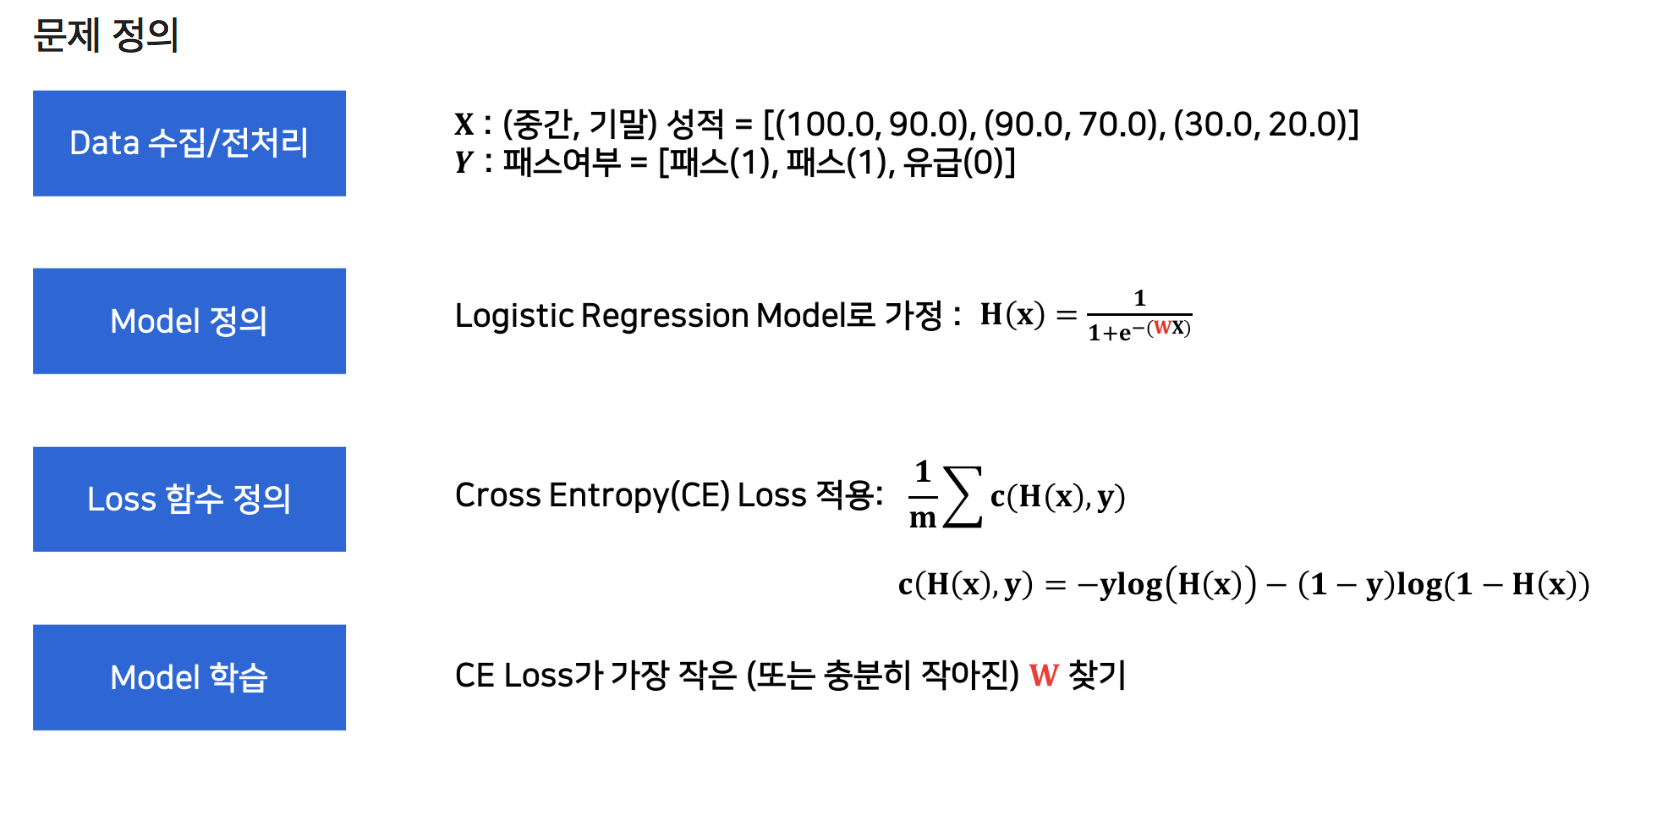 문제 정의
Data 수집/전처리
X : (중간, 기말) 성적 = [(100.0, 90.0), (90.0, 70.0), (30.0, 20.0)]
Y : 패스여부 = [패스(1), 패스(1), 유급(0)]
Model 정의
Logistic Regression Model로 가정 : H(x) = 1/(1+e^−(WX))
Loss 함수 정의
Cross Entropy(CE) Loss 적용: 1/m ∑ c(H(x), y)
c(H(x), y) = −ylog(H(x)) − (1 − y)log(1 − H(x))
Model 학습
CE Loss가 가장 작은 (또는 충분히 작아진) W 찾기